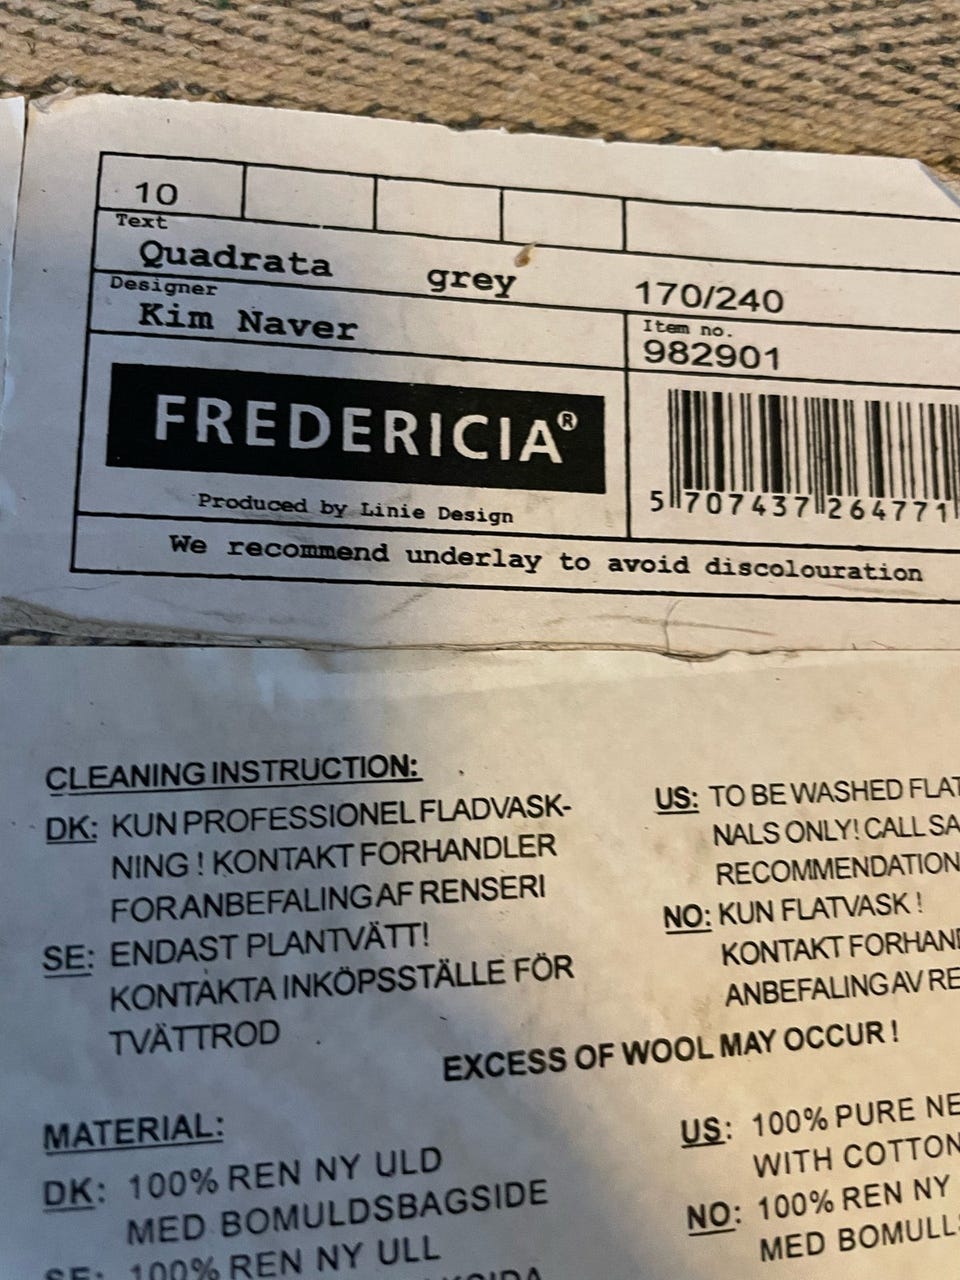 10
Text
Quadrata grey 170/240
Designer
Kim Naver
Item no.
982901
FREDERICIA®
Produced by Linie Design
5 707437 264771
We recommend underlay to avoid discolouration
CLEANING INSTRUCTION:
DK: KUN PROFESSIONEL FLADVASK-
NING ! KONTAKT FORHANDLER
FOR ANBEFALING AF RENSERI
SE: ENDAST PLANTVÄTT!
KONTAKTA INKÖPSSTÄLLE FÖR
TVÄTTROD
US: TO BE WASHED FLAT
NALS ONLY! CALL SA
RECOMMENDATION
NO: KUN FLATVASK !
KONTAKT FORHAN
ANBEFALING AV RE
EXCESS OF WOOL MAY OCCUR !
MATERIAL:
DK: 100% REN NY ULD
MED BOMULDSBAGSIDE
SE: 100% REN NY ULL
US: 100% PURE NE
WITH COTTON
NO: 100% REN NY
MED BOMULL